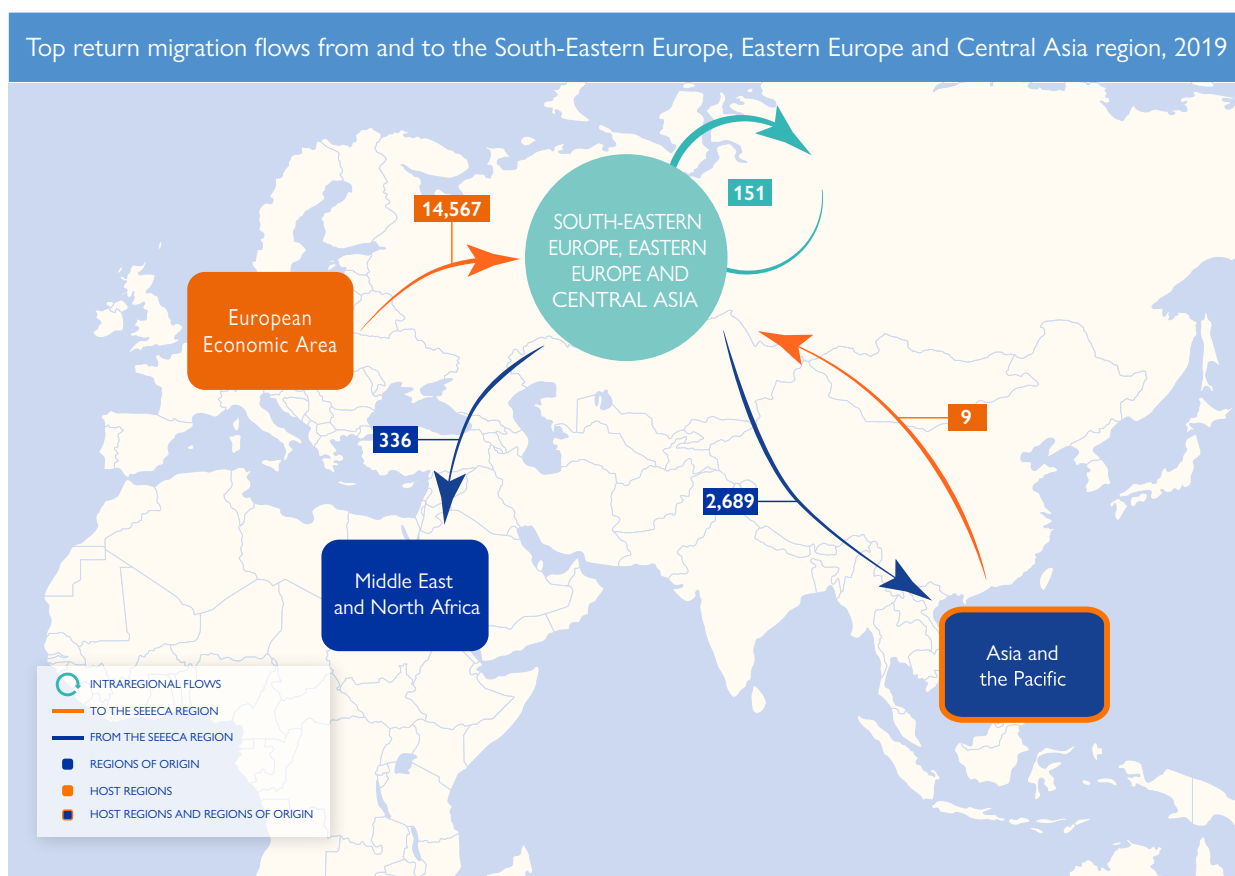 Top return migration flows from and to the South-Eastern Europe, Eastern Europe and Central Asia region, 2019
151
14,567
SOUTH-EASTERN
EUROPE, EASTERN
EUROPE AND
CENTRAL ASIA
European
Economic Area
9
336
2,689
Middle East
and North Africa
Asia and
the Pacific
INTRAREGIONAL FLOWS
TO THE SEEECA REGION
FROM THE SEEECA REGION
REGIONS OF ORIGIN
HOST REGIONS
HOST REGIONS AND REGIONS OF ORIGIN